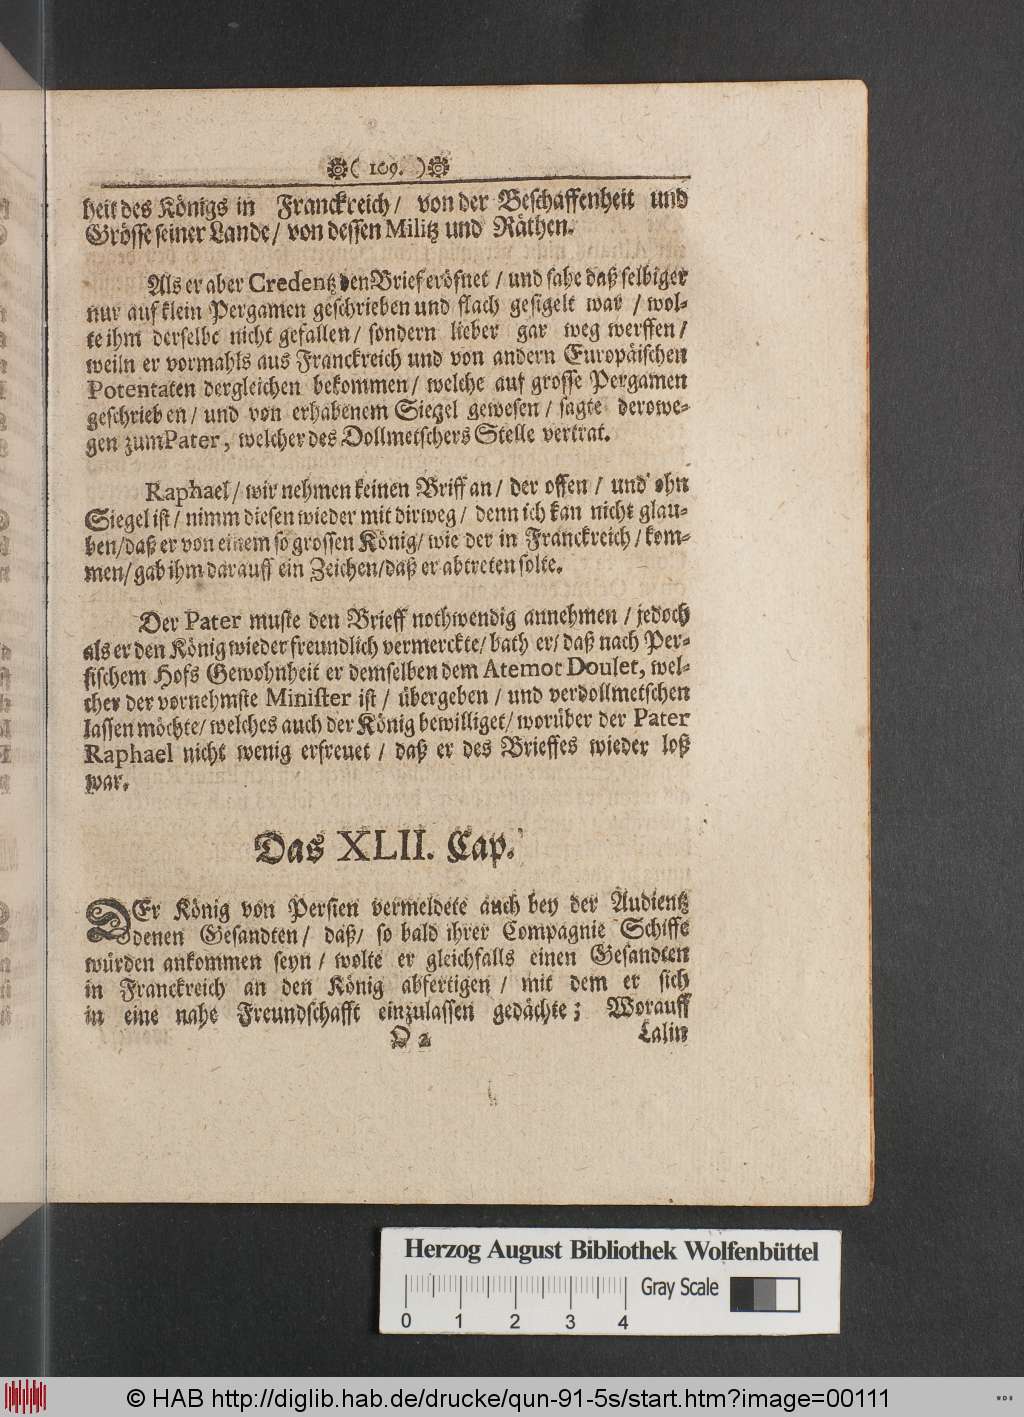 ( 109. )
heit des Königs in Franckreich / von der Beschaffenheit und
Grösse seiner Lande / von dessen Militz und Räthen.
Als er aber Credentz den Brief eröfnet / und sahe daß selbiger
nur auf klein Pergamen geschrieben und flach gesigelt war / wol-
te ihm derselbe nicht gefallen / sondern lieber gar weg werffen /
weiln er vormahls aus Franckreich und von andern Europäischen
Potentaten dergleichen bekommen / welche auf grosse Pergamen
geschrieben / und von erhabenem Siegel gewesen / sagte derowe-
gen zum Pater, welcher des Dollmetschers Stelle vertrat.
Raphael / wir nehmen keinen Briff an / der offen / und ohn
Siegel ist / nimm diesen wieder mit dir weg / denn ich kan nicht glau-
ben / daß er von einem so grossen König / wie der in Franckreich / kom-
men / gab ihm darauff ein Zeichen / daß er abtreten solte.
Der Pater muste den Brieff nothwendig annehmen / jedoch
als er den König wieder freundlich vermerckte / bath er / daß nach Per-
sischem Hofs Gewohnheit er demselben dem Atemot Doulet, wel-
cher der vornehmste Minister ist / übergeben / und verdollmetschen
lassen möchte / welches auch der König bewilliget / worüber der Pater
Raphael nicht wenig erfreuet / daß er des Brieffes wieder loß
war.
Das XLII. Cap.
DEr König von Persien vermeldete auch bey der Audientz
denen Gesandten / daß / so bald ihrer Compagnie Schiffe
würden ankommen seyn / wolte er gleichfalls einen Gesandten
in Franckreich an den König abfertigen / mit dem er sich
in eine nahe Freundschafft einzulassen gedächte; Worauff
O 2 Lalin
Herzog August Bibliothek Wolfenbüttel
Gray Scale
0 1 2 3 4
© HAB http://diglib.hab.de/drucke/qun-91-5s/start.htm?image=00111